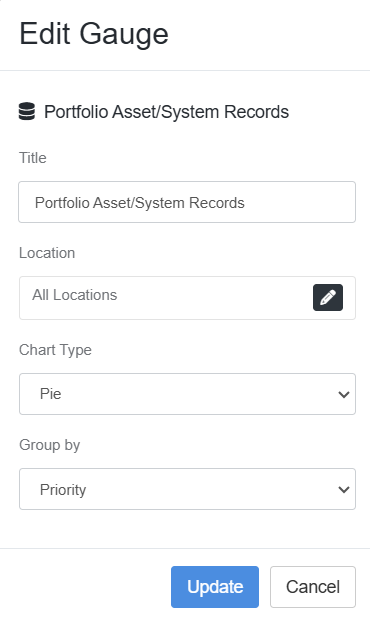 Edit Gauge
Portfolio Asset/System Records
Title
Portfolio Asset/System Records
Location
All Locations
Chart Type
Pie
Group by
Priority
Update Cancel